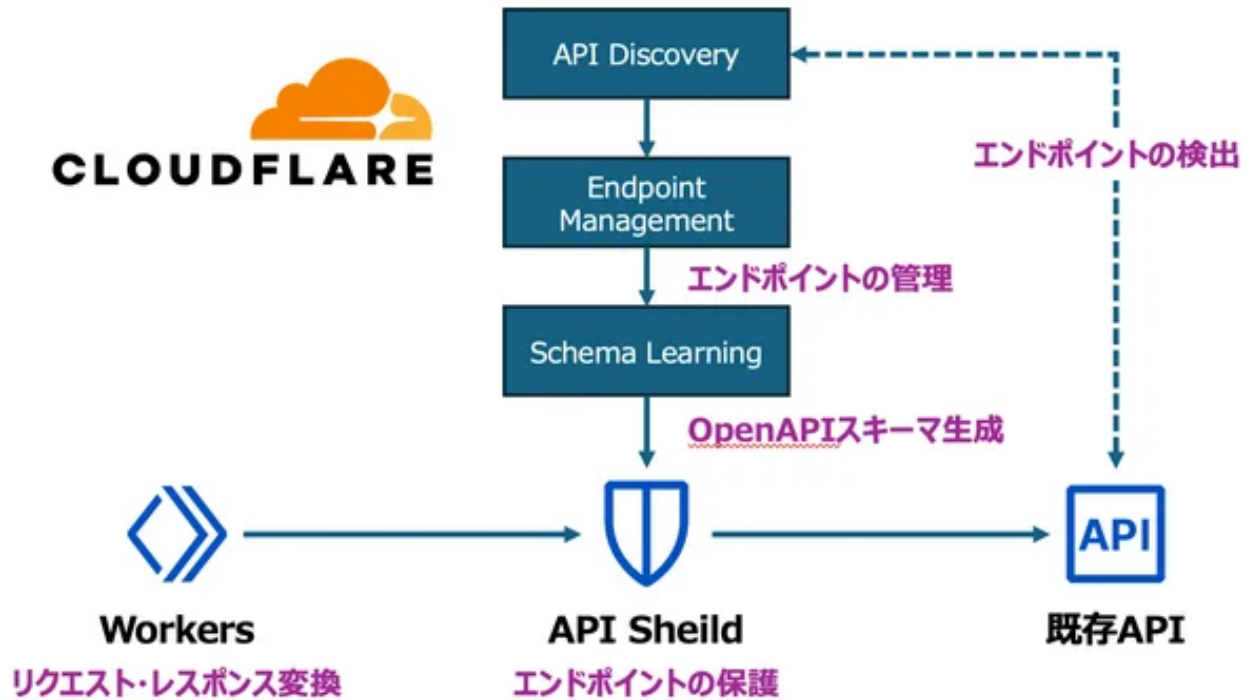 API Discovery
CLOUDFLARE
エンドポイントの検出
Endpoint
Management
エンドポイントの管理
Schema Learning
OpenAPIスキーマ生成
API
Workers
API Sheild
既存API
リクエスト・レスポンス変換
エンドポイントの保護